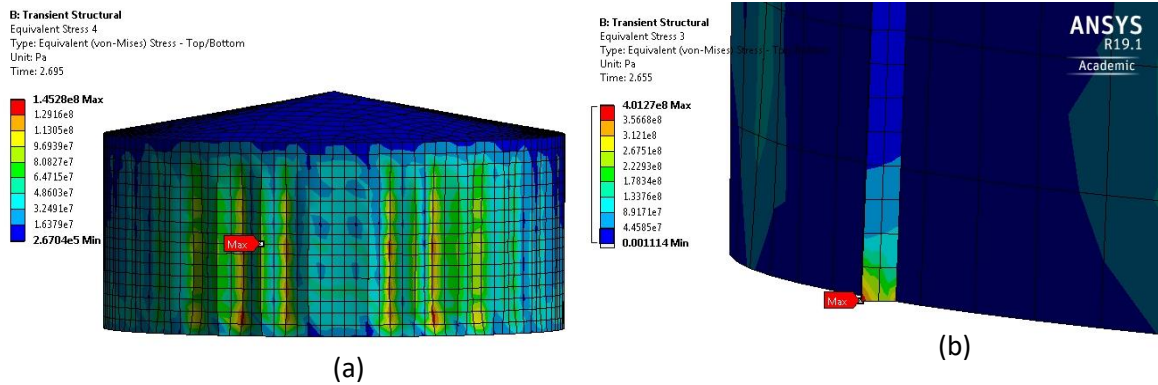 B: Transient Structural
Equivalent Stress 4
Type: Equivalent (von-Mises) Stress - Top/Bottom
Unit: Pa
Time: 2.695
1.4528e8 Max
1.2916e8
1.1305e8
9.6939e7
8.0827e7
6.4715e7
4.8603e7
3.2491e7
1.6379e7
2.6704e5 Min
Max
(a)
B: Transient Structural
Equivalent Stress 3
Type: Equivalent (von-Mises) Stress -
Unit: Pa
Time: 2.655
4.0127e8 Max
3.5668e8
3.121e8
2.6751e8
2.2293e8
1.7834e8
1.3376e8
8.9171e7
4.4585e7
0.001114 Min
Max
ANSYS
R19.1
Academic
(b)